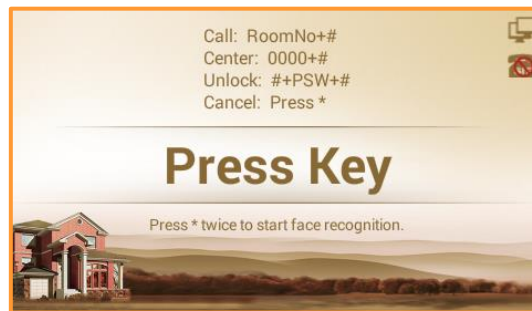 Call: RoomNo+#
Center: 0000+#
Unlock: #+PSW+#
Cancel: Press *
Press Key
Press * twice to start face recognition.